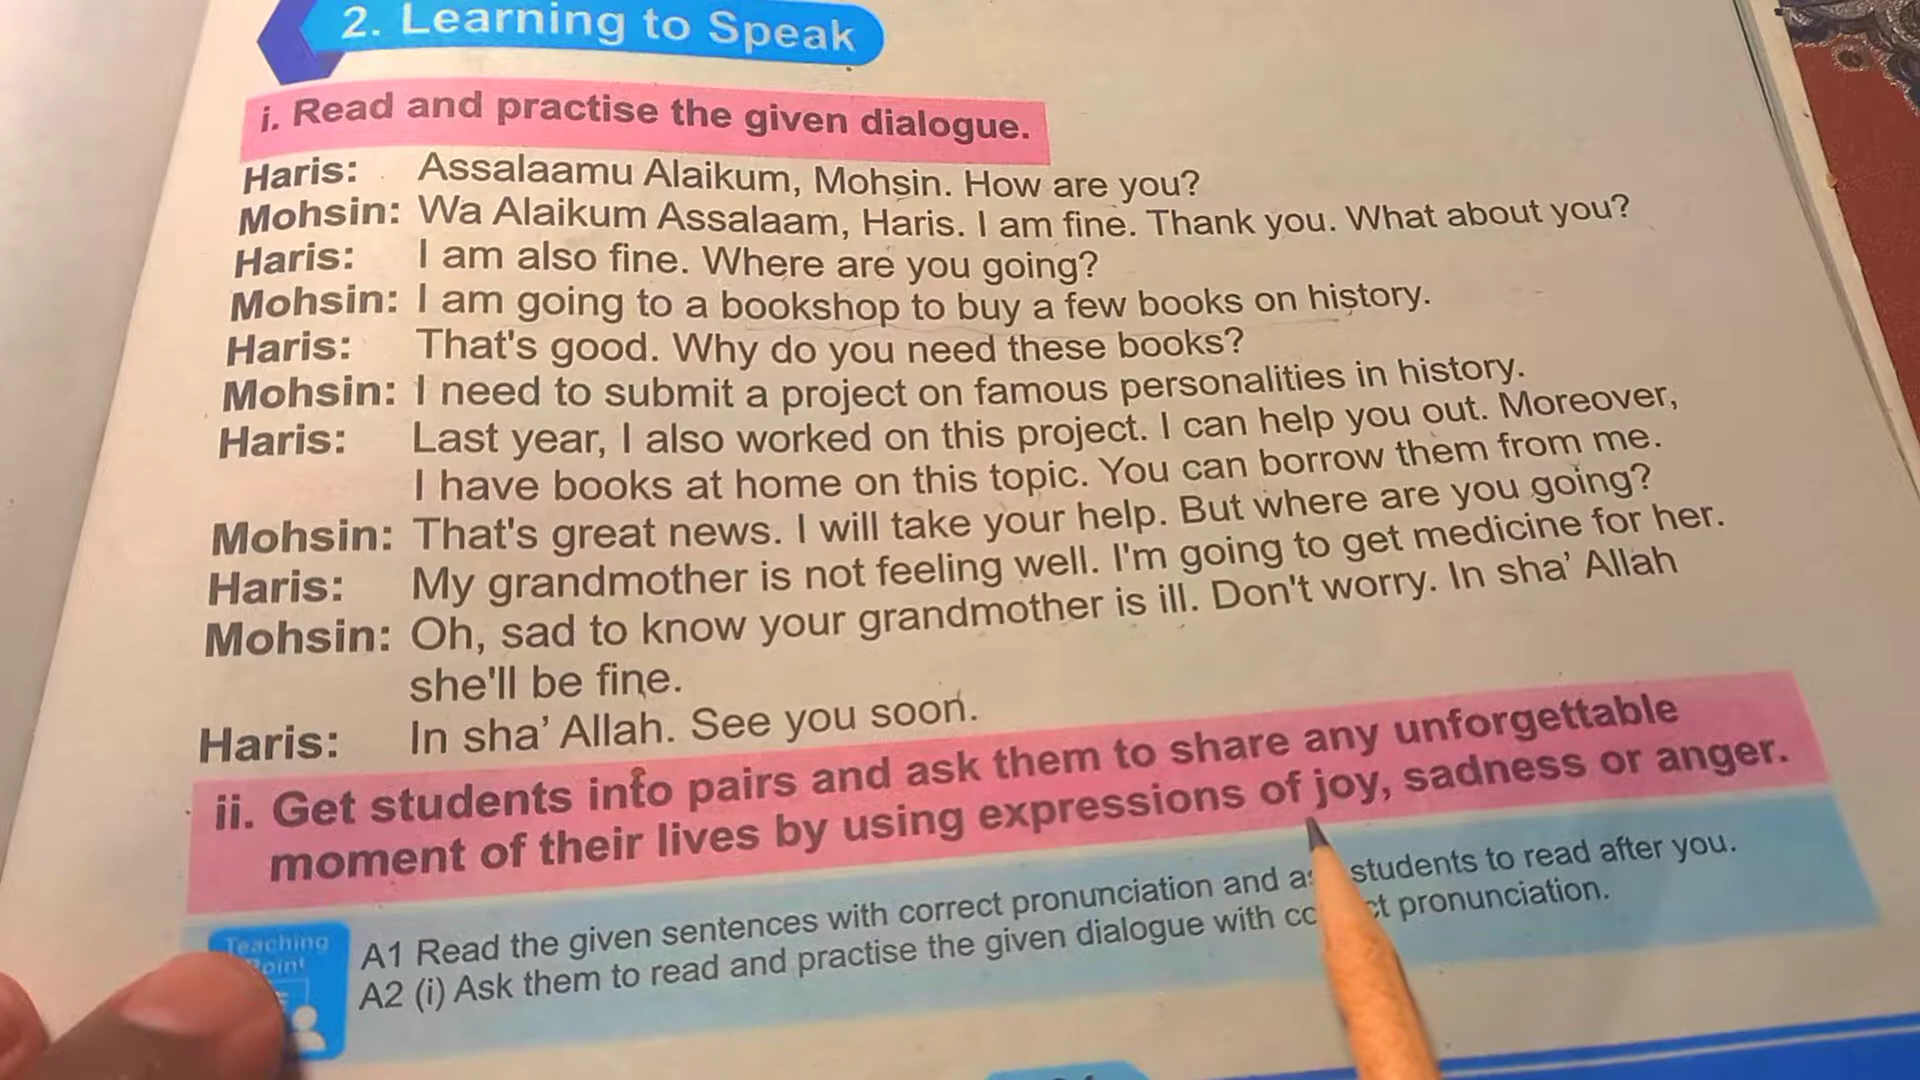 2. Learning to Speak
i. Read and practise the given dialogue.
Haris: Assalaamu Alaikum, Mohsin. How are you?
Mohsin: Wa Alaikum Assalaam, Haris. I am fine. Thank you. What about you?
Haris: I am also fine. Where are you going?
Mohsin: I am going to a bookshop to buy a few books on history.
Haris: That's good. Why do you need these books?
Mohsin: I need to submit a project on famous personalities in history.
Haris: Last year, I also worked on this project. I can help you out. Moreover,
I have books at home on this topic. You can borrow them from me.
Mohsin: That's great news. I will take your help. But where are you going?
Haris: My grandmother is not feeling well. I'm going to get medicine for her.
Mohsin: Oh, sad to know your grandmother is ill. Don't worry. In sha’ Allah
she'll be fine.
Haris: In sha’ Allah. See you soon.
ii. Get students into pairs and ask them to share any unforgettable
moment of their lives by using expressions of joy, sadness or anger.
Teaching
Point
A1 Read the given sentences with correct pronunciation and students to read after you.
A2 (i) Ask them to read and practise the given dialogue with pronunciation.